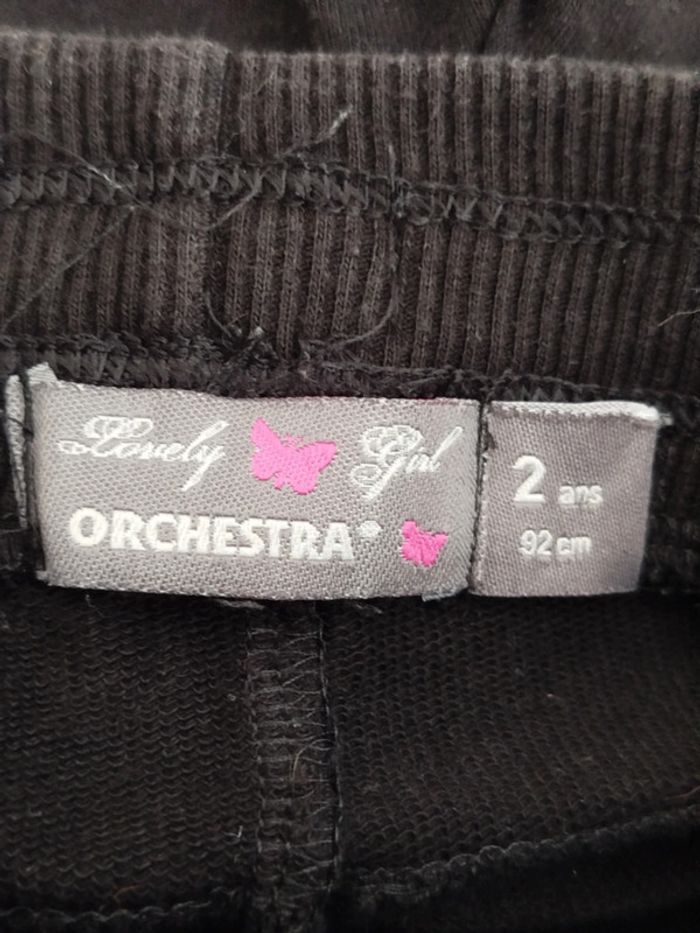 Lovely Girl
ORCHESTRA®
2 ans
92 cm